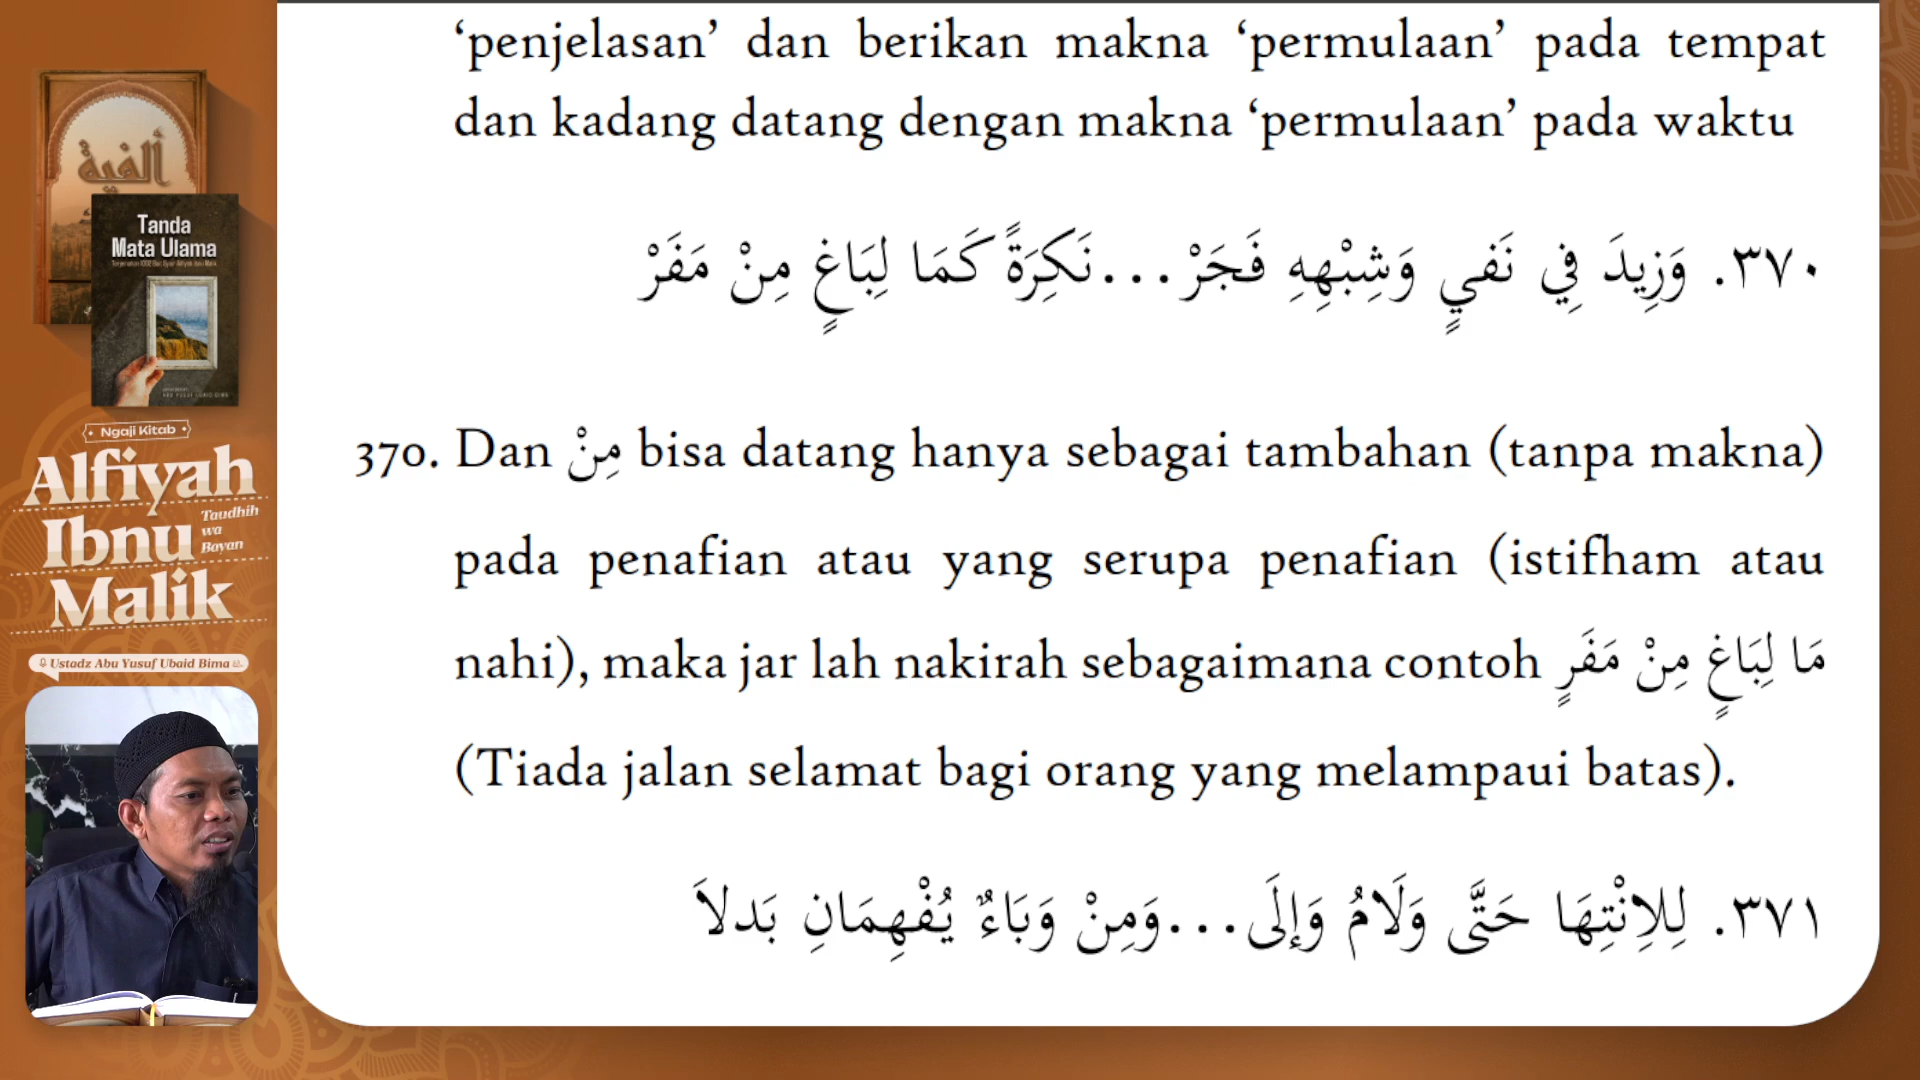 ألفية
Tanda
Mata Ulama
• Ngaji Kitab •
Alfiyah
Ibnu
Malik
Taudhih
wa
Bayan
Ustadz Abu Yusuf Ubaid Bima
‘penjelasan’ dan berikan makna ‘permulaan’ pada tempat
dan kadang datang dengan makna ‘permulaan’ pada waktu
٣٧٠. وَزِيدَ فِي نَفيٍ وَشِبْهِهِ فَجَرْ...نَكِرَةً كَمَا لِبَاغٍ مِنْ مَفَرْ
370. Dan مِنْ bisa datang hanya sebagai tambahan (tanpa makna)
pada penafian atau yang serupa penafian (istifham atau
nahi), maka jar lah nakirah sebagaimana contoh مَا لِبَاغٍ مِنْ مَفَرٍ
(Tiada jalan selamat bagi orang yang melampaui batas).
٣٧١. لِلِانْتِهَا حَتَّى وَلَامُ وَإِلَى...وَمِنْ وَبَاءٌ يُفْهِمَانِ بَدلاَ